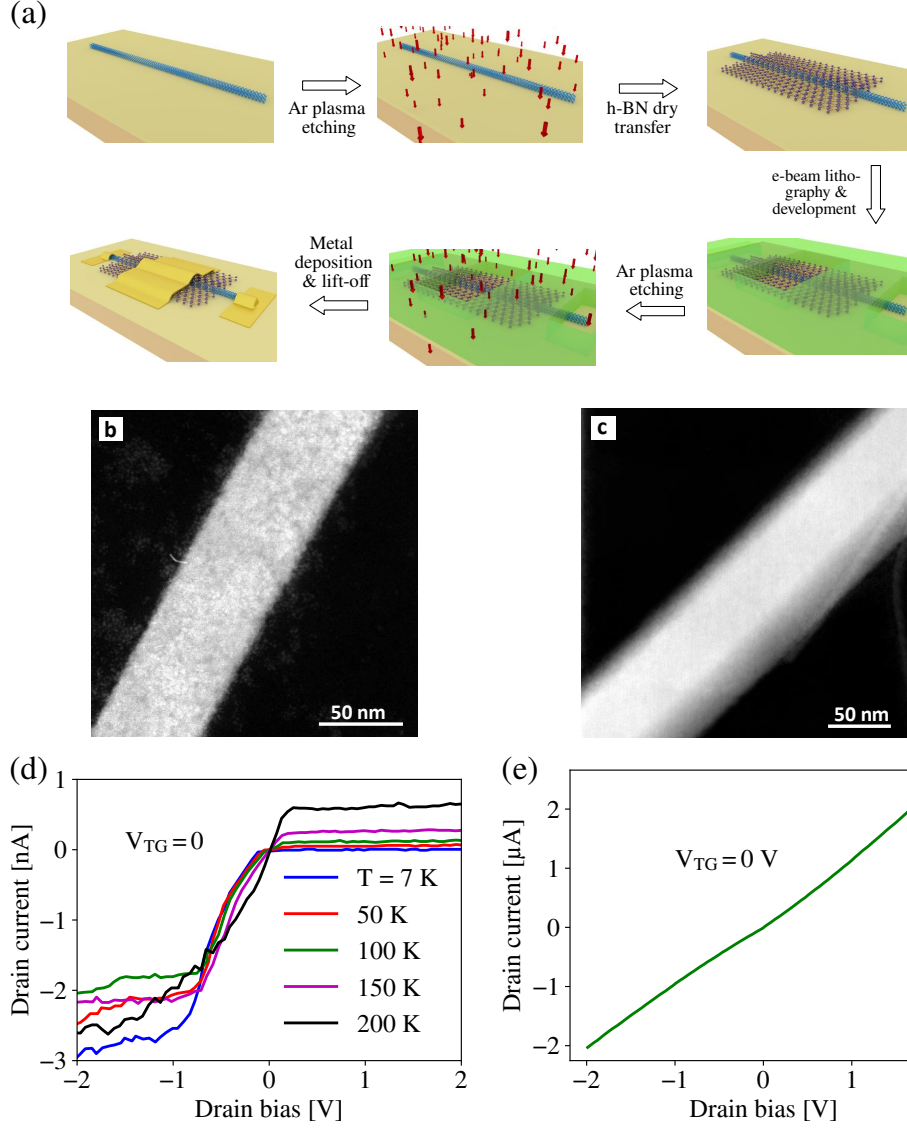 (a)
Ar plasma
etching
h-BN dry
transfer
e-beam litho-
graphy &
development
Metal
deposition
& lift-off
Ar plasma
etching
b
50 nm
c
50 nm
(d)
Drain current [nA]
1
0
−1
−2
−3
V_TG = 0
T = 7 K
50 K
100 K
150 K
200 K
−2
−1
0
1
2
Drain bias [V]
(e)
Drain current [µA]
2
1
0
−1
−2
V_TG = 0 V
−2
−1
0
1
Drain bias [V]